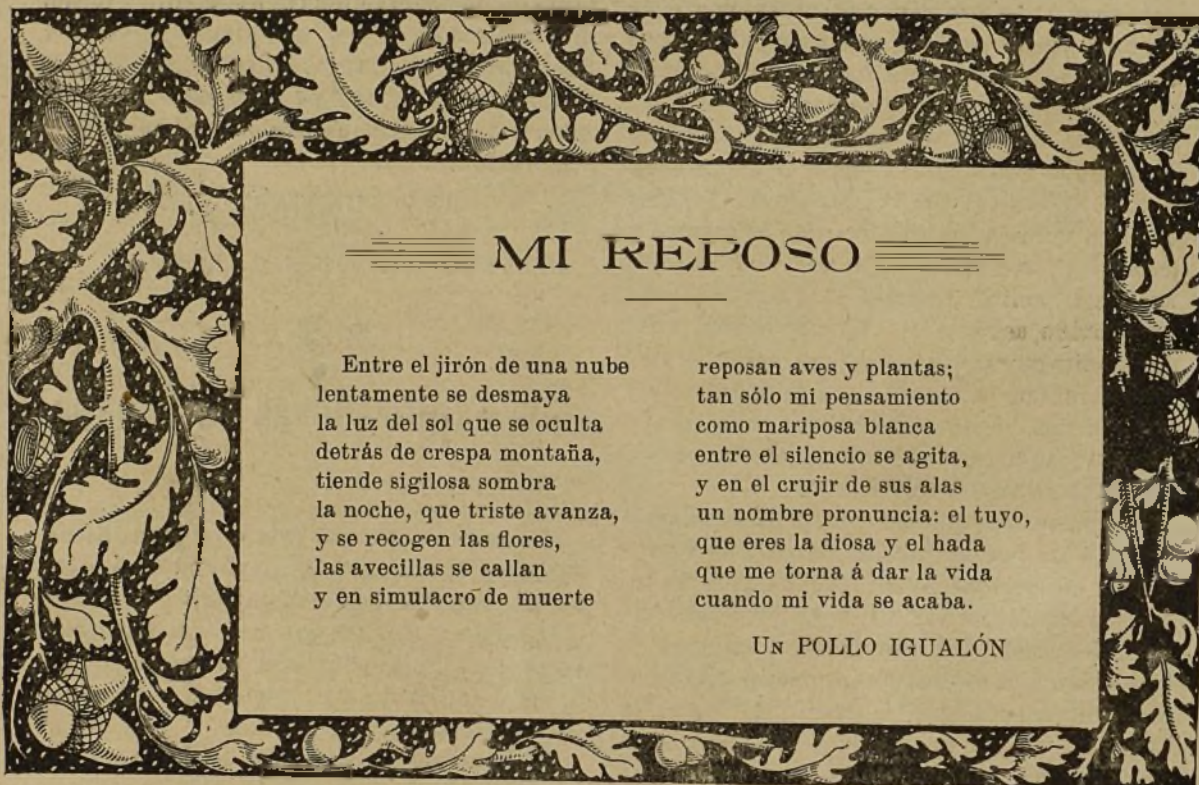 MI REPOSO
Entre el jirón de una nube
lentamente se desmaya
la luz del sol que se oculta
detrás de crespa montaña,
tiende sigilosa sombra
la noche, que triste avanza,
y se recogen las flores,
las avecillas se callan
y en simulacro de muerte
reposan aves y plantas;
tan sólo mi pensamiento
como mariposa blanca
entre el silencio se agita,
y en el crujir de sus alas
un nombre pronuncia: el tuyo,
que eres la diosa y el hada
que me torna á dar la vida
cuando mi vida se acaba.
UN POLLO IGUALÓN